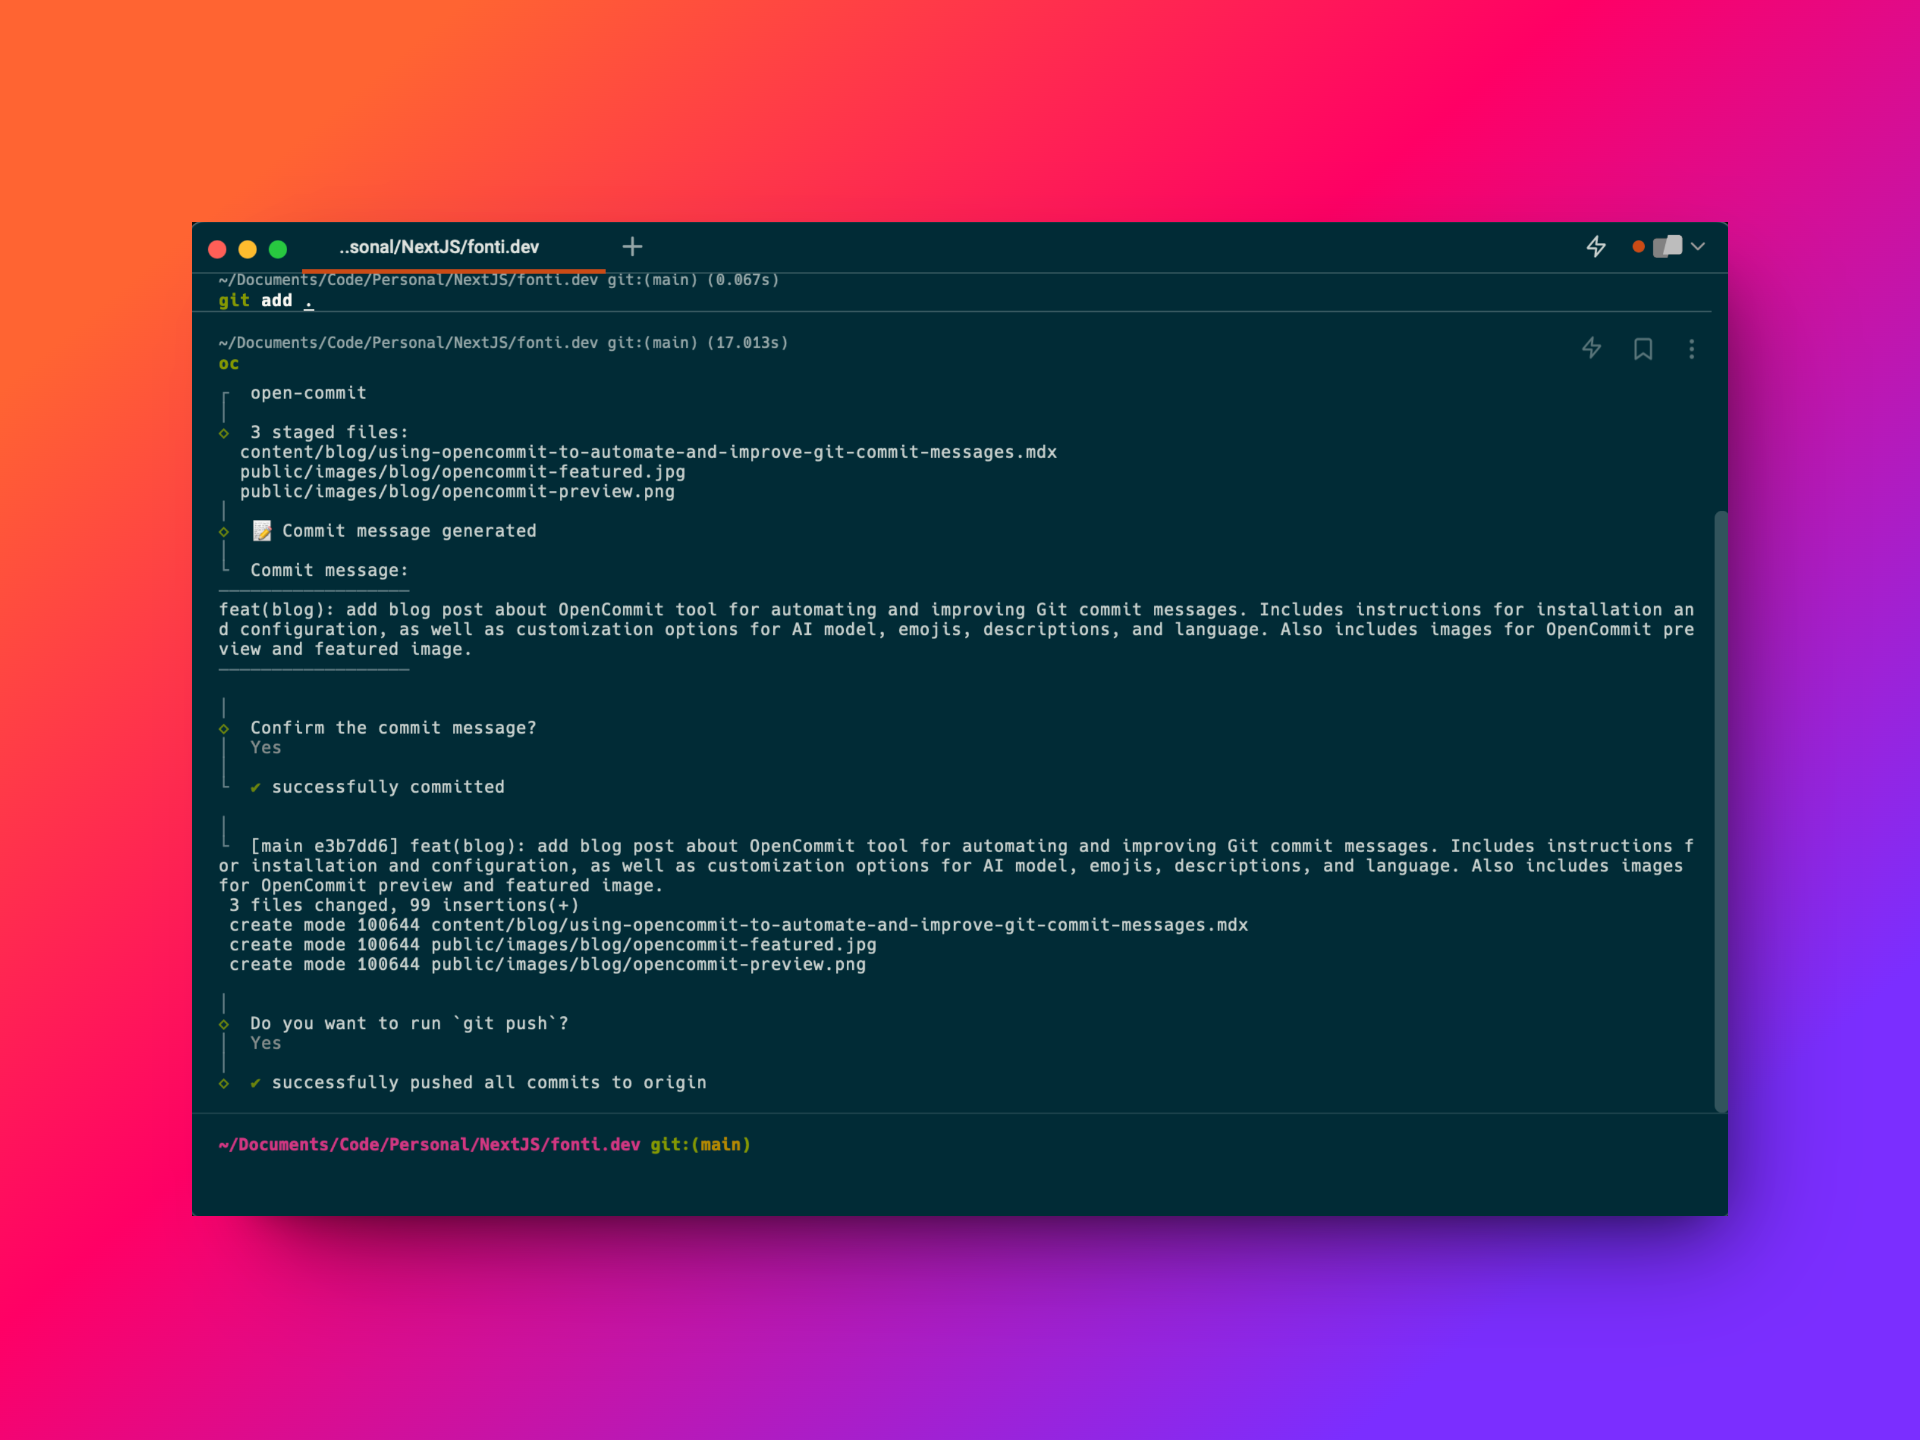 ..sonal/NextJS/fonti.dev
~/Documents/Code/Personal/NextJS/fonti.dev git:(main) (0.067s)
git add .
~/Documents/Code/Personal/NextJS/fonti.dev git:(main) (17.013s)
oc
open-commit
3 staged files:
content/blog/using-opencommit-to-automate-and-improve-git-commit-messages.mdx
public/images/blog/opencommit-featured.jpg
public/images/blog/opencommit-preview.png
📝 Commit message generated
Commit message:
——————————————————
feat(blog): add blog post about OpenCommit tool for automating and improving Git commit messages. Includes instructions for installation an
d configuration, as well as customization options for AI model, emojis, descriptions, and language. Also includes images for OpenCommit pre
view and featured image.
——————————————————
Confirm the commit message?
Yes
✔ successfully committed
[main e3b7dd6] feat(blog): add blog post about OpenCommit tool for automating and improving Git commit messages. Includes instructions f
or installation and configuration, as well as customization options for AI model, emojis, descriptions, and language. Also includes images
for OpenCommit preview and featured image.
3 files changed, 99 insertions(+)
create mode 100644 content/blog/using-opencommit-to-automate-and-improve-git-commit-messages.mdx
create mode 100644 public/images/blog/opencommit-featured.jpg
create mode 100644 public/images/blog/opencommit-preview.png
Do you want to run `git push`?
Yes
✔ successfully pushed all commits to origin
~/Documents/Code/Personal/NextJS/fonti.dev git:(main)